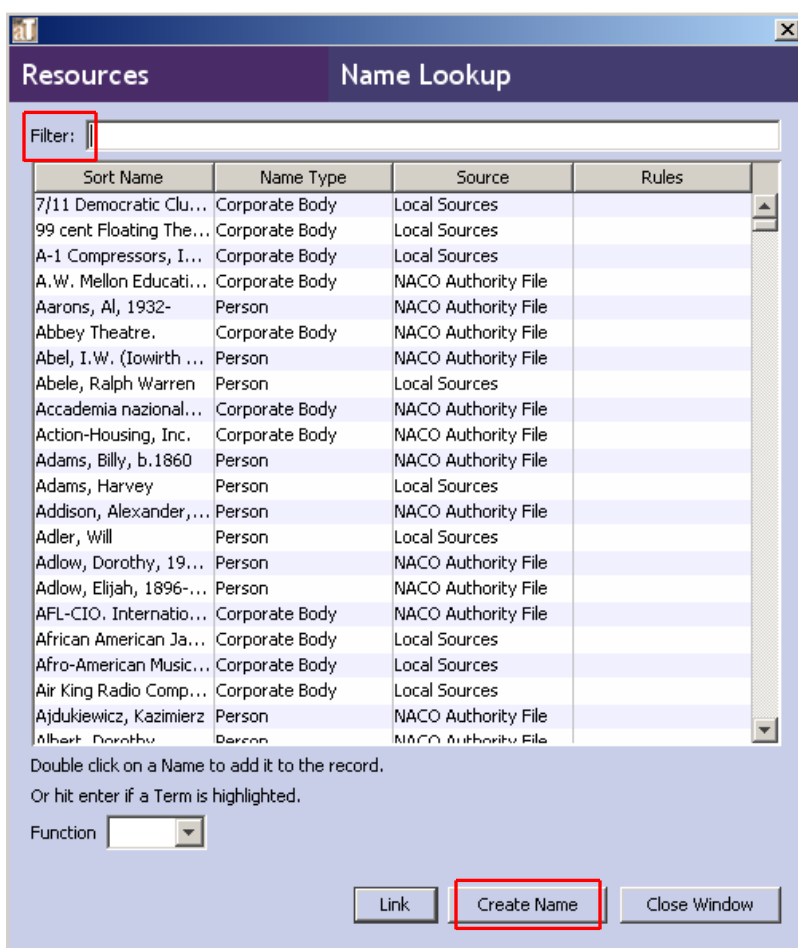 aT
Resources Name Lookup
Filter:
Sort Name Name Type Source Rules
7/11 Democratic Clu... Corporate Body Local Sources
99 cent Floating The... Corporate Body Local Sources
A-1 Compressors, I... Corporate Body Local Sources
A.W. Mellon Educati... Corporate Body NACO Authority File
Aarons, Al, 1932- Person NACO Authority File
Abbey Theatre. Corporate Body NACO Authority File
Abel, I.W. (Iowirth ... Person NACO Authority File
Abele, Ralph Warren Person Local Sources
Accademia nazional... Corporate Body NACO Authority File
Action-Housing, Inc. Corporate Body NACO Authority File
Adams, Billy, b.1860 Person NACO Authority File
Adams, Harvey Person Local Sources
Addison, Alexander,... Person NACO Authority File
Adler, Will Person Local Sources
Adlow, Dorothy, 19... Person NACO Authority File
Adlow, Elijah, 1896-... Person NACO Authority File
AFL-CIO. Internatio... Corporate Body NACO Authority File
African American Ja... Corporate Body Local Sources
Afro-American Music... Corporate Body Local Sources
Air King Radio Comp... Corporate Body Local Sources
Ajdukiewicz, Kazimierz Person NACO Authority File
Albert, Dorothy Person NACO Authority File
Double click on a Name to add it to the record.
Or hit enter if a Term is highlighted.
Function
Link Create Name Close Window